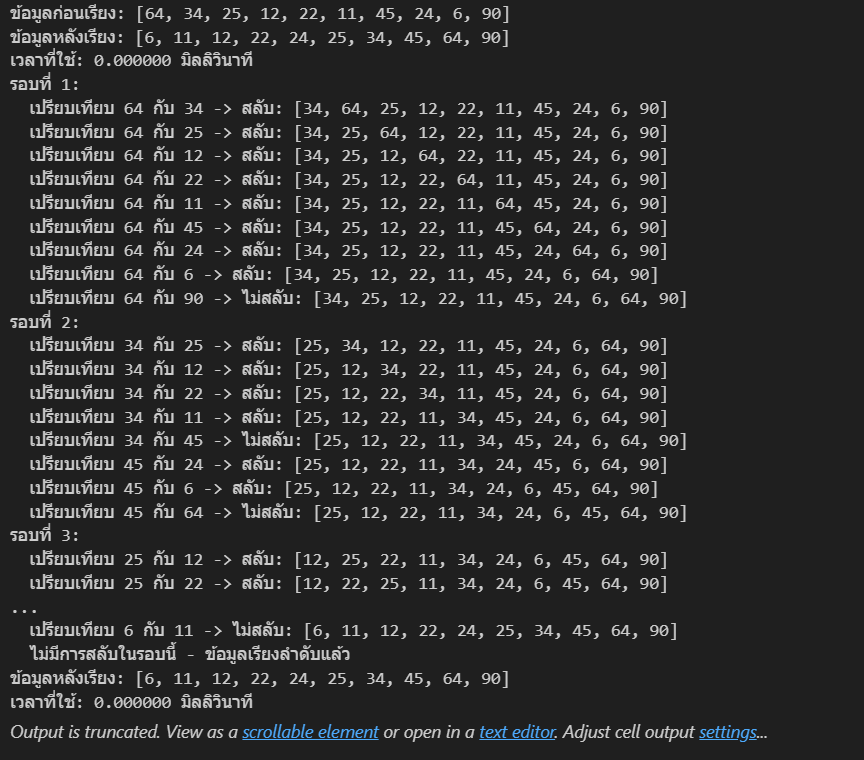 ข้อมูลก่อนเรียง: [64, 34, 25, 12, 22, 11, 45, 24, 6, 90]
ข้อมูลหลังเรียง: [6, 11, 12, 22, 24, 25, 34, 45, 64, 90]
เวลาที่ใช้: 0.000000 มิลลิวินาที
รอบที่ 1:
  เปรียบเทียบ 64 กับ 34 -> สลับ: [34, 64, 25, 12, 22, 11, 45, 24, 6, 90]
  เปรียบเทียบ 64 กับ 25 -> สลับ: [34, 25, 64, 12, 22, 11, 45, 24, 6, 90]
  เปรียบเทียบ 64 กับ 12 -> สลับ: [34, 25, 12, 64, 22, 11, 45, 24, 6, 90]
  เปรียบเทียบ 64 กับ 22 -> สลับ: [34, 25, 12, 22, 64, 11, 45, 24, 6, 90]
  เปรียบเทียบ 64 กับ 11 -> สลับ: [34, 25, 12, 22, 11, 64, 45, 24, 6, 90]
  เปรียบเทียบ 64 กับ 45 -> สลับ: [34, 25, 12, 22, 11, 45, 64, 24, 6, 90]
  เปรียบเทียบ 64 กับ 24 -> สลับ: [34, 25, 12, 22, 11, 45, 24, 64, 6, 90]
  เปรียบเทียบ 64 กับ 6 -> สลับ: [34, 25, 12, 22, 11, 45, 24, 6, 64, 90]
  เปรียบเทียบ 64 กับ 90 -> ไม่สลับ: [34, 25, 12, 22, 11, 45, 24, 6, 64, 90]
รอบที่ 2:
  เปรียบเทียบ 34 กับ 25 -> สลับ: [25, 34, 12, 22, 11, 45, 24, 6, 64, 90]
  เปรียบเทียบ 34 กับ 12 -> สลับ: [25, 12, 34, 22, 11, 45, 24, 6, 64, 90]
  เปรียบเทียบ 34 กับ 22 -> สลับ: [25, 12, 22, 34, 11, 45, 24, 6, 64, 90]
  เปรียบเทียบ 34 กับ 11 -> สลับ: [25, 12, 22, 11, 34, 45, 24, 6, 64, 90]
  เปรียบเทียบ 34 กับ 45 -> ไม่สลับ: [25, 12, 22, 11, 34, 45, 24, 6, 64, 90]
  เปรียบเทียบ 45 กับ 24 -> สลับ: [25, 12, 22, 11, 34, 24, 45, 6, 64, 90]
  เปรียบเทียบ 45 กับ 6 -> สลับ: [25, 12, 22, 11, 34, 24, 6, 45, 64, 90]
  เปรียบเทียบ 45 กับ 64 -> ไม่สลับ: [25, 12, 22, 11, 34, 24, 6, 45, 64, 90]
รอบที่ 3:
  เปรียบเทียบ 25 กับ 12 -> สลับ: [12, 25, 22, 11, 34, 24, 6, 45, 64, 90]
  เปรียบเทียบ 25 กับ 22 -> สลับ: [12, 22, 25, 11, 34, 24, 6, 45, 64, 90]
...
  เปรียบเทียบ 6 กับ 11 -> ไม่สลับ: [6, 11, 12, 22, 24, 25, 34, 45, 64, 90]
  ไม่มีการสลับในรอบนี้ - ข้อมูลเรียงลำดับแล้ว
ข้อมูลหลังเรียง: [6, 11, 12, 22, 24, 25, 34, 45, 64, 90]
เวลาที่ใช้: 0.000000 มิลลิวินาที
Output is truncated. View as a scrollable element or open in a text editor. Adjust cell output settings...